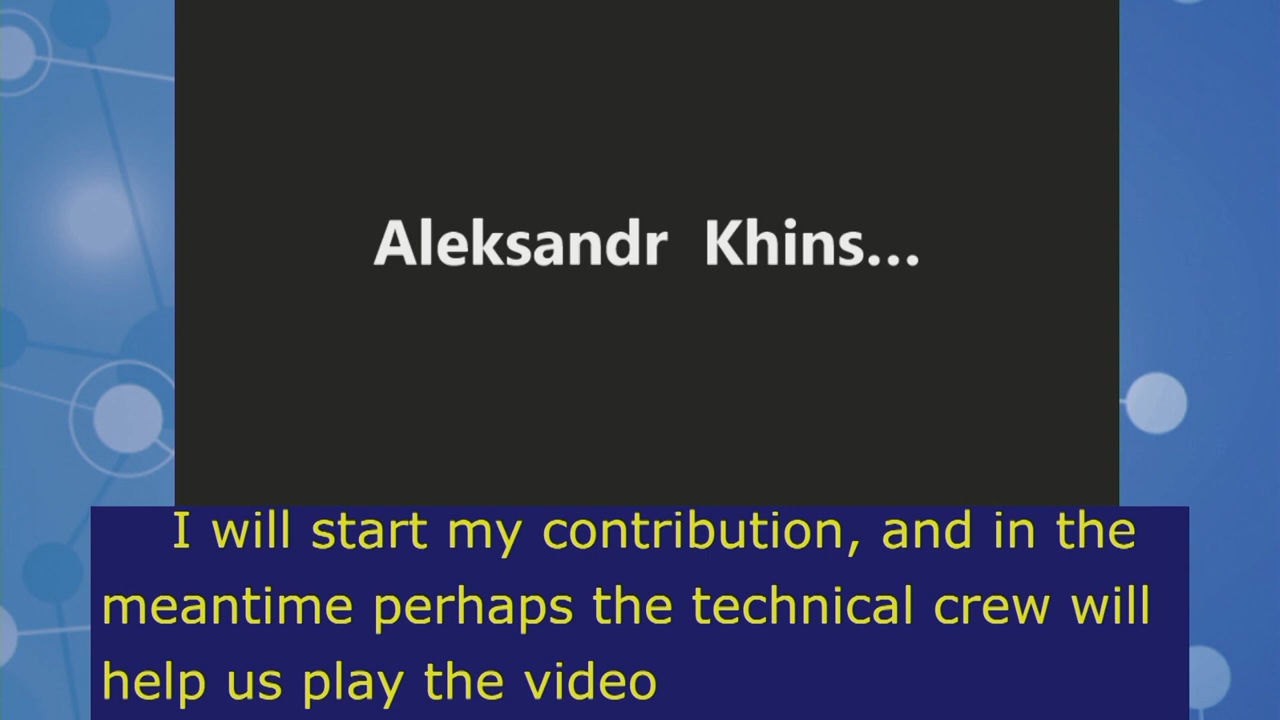 Aleksandr Khins...
I will start my contribution, and in the
meantime perhaps the technical crew will
help us play the video